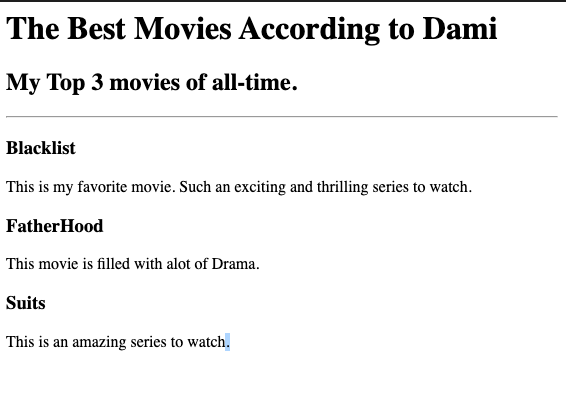 The Best Movies According to Dami
My Top 3 movies of all-time.
Blacklist
This is my favorite movie. Such an exciting and thrilling series to watch.
FatherHood
This movie is filled with alot of Drama.
Suits
This is an amazing series to watch.